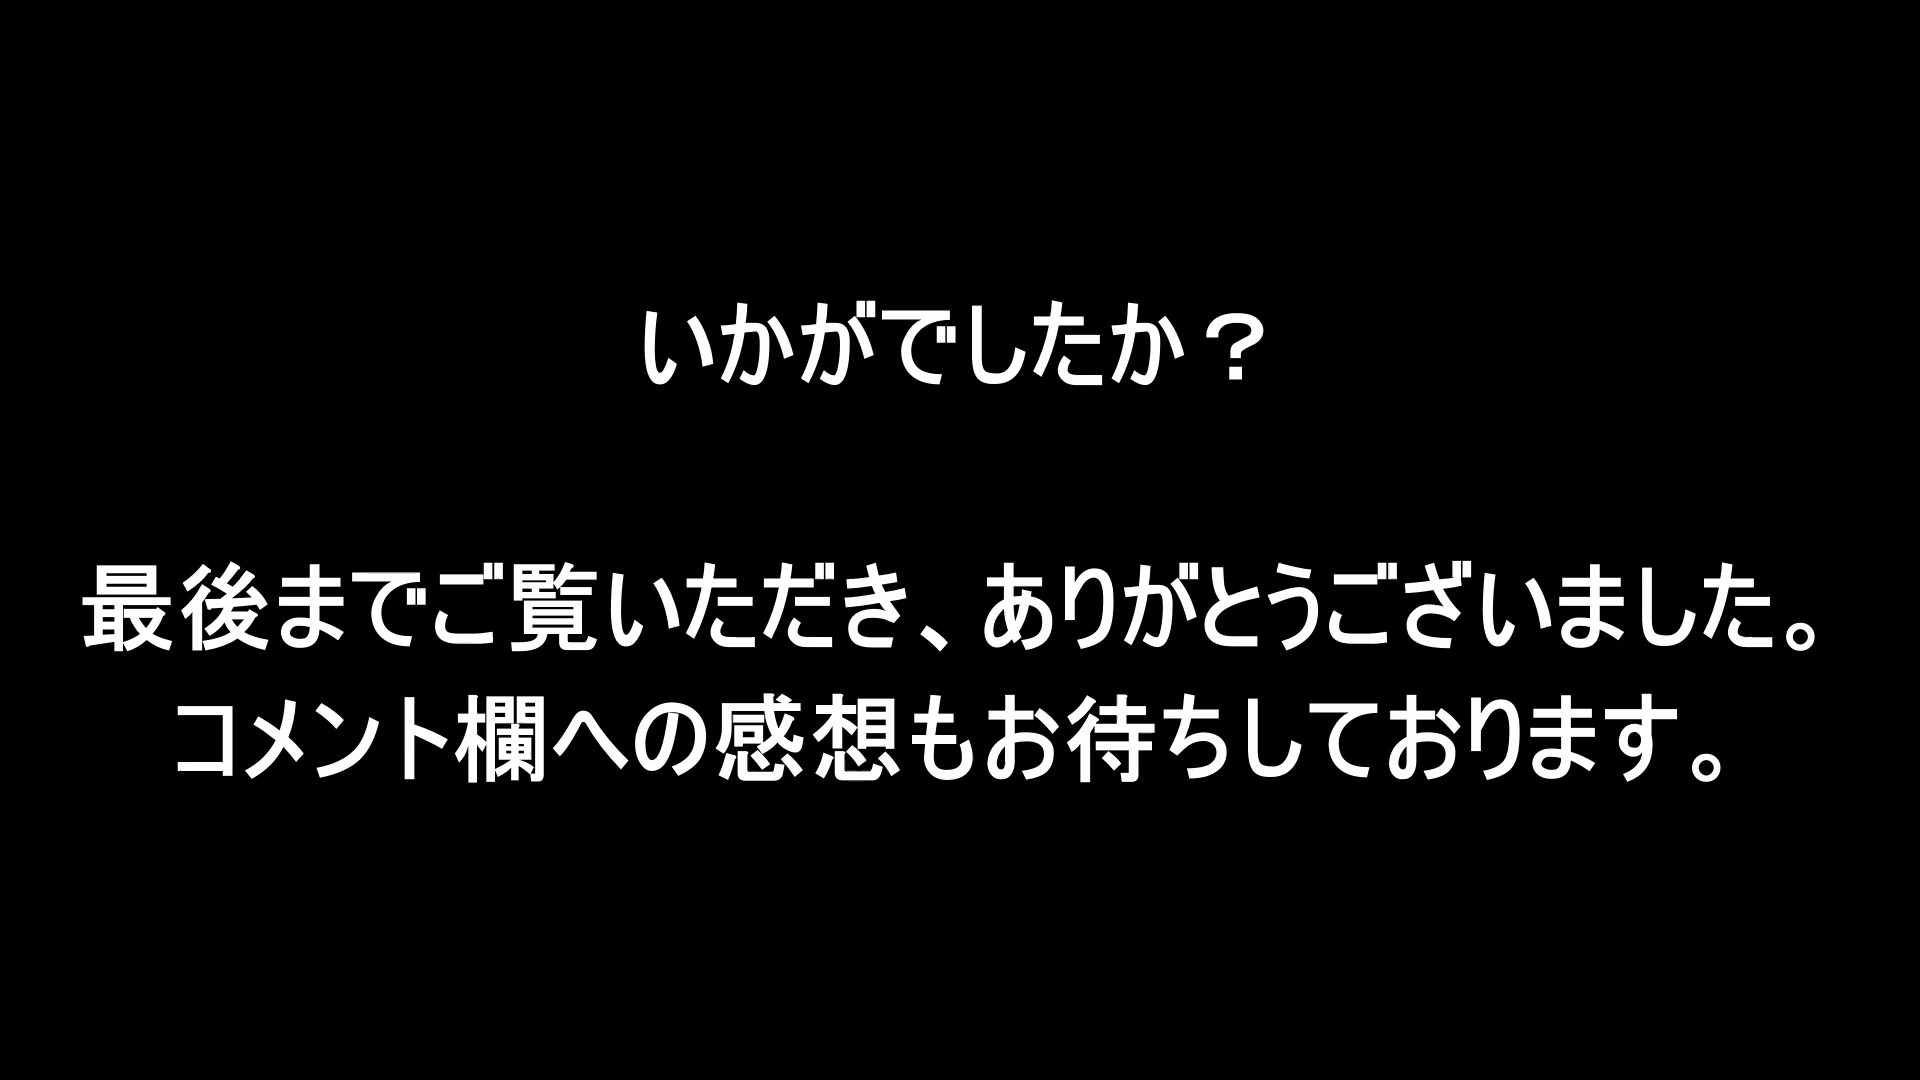 いかがでしたか？
最後までご覧いただき、ありがとうございました。
コメント欄への感想もお待ちしております。